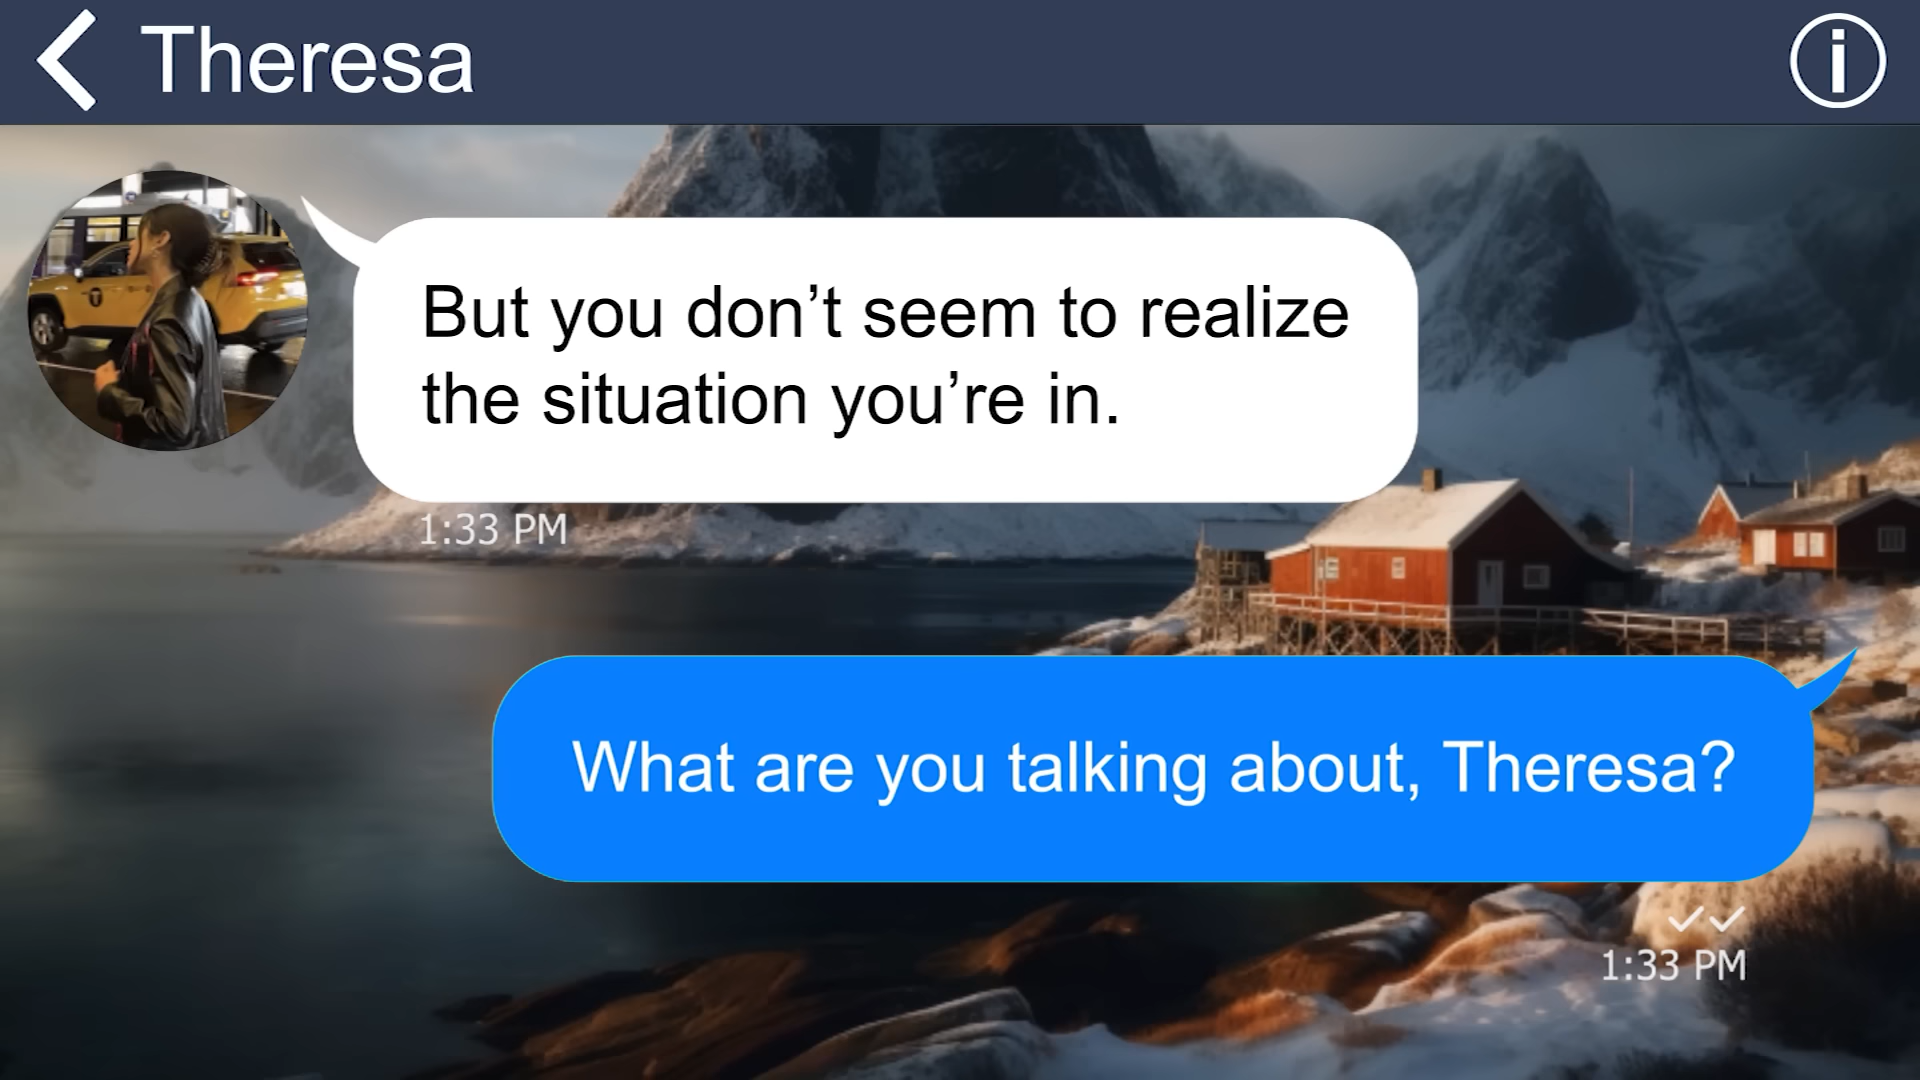 Theresa
But you don’t seem to realize
the situation you’re in.
1:33 PM
What are you talking about, Theresa?
1:33 PM